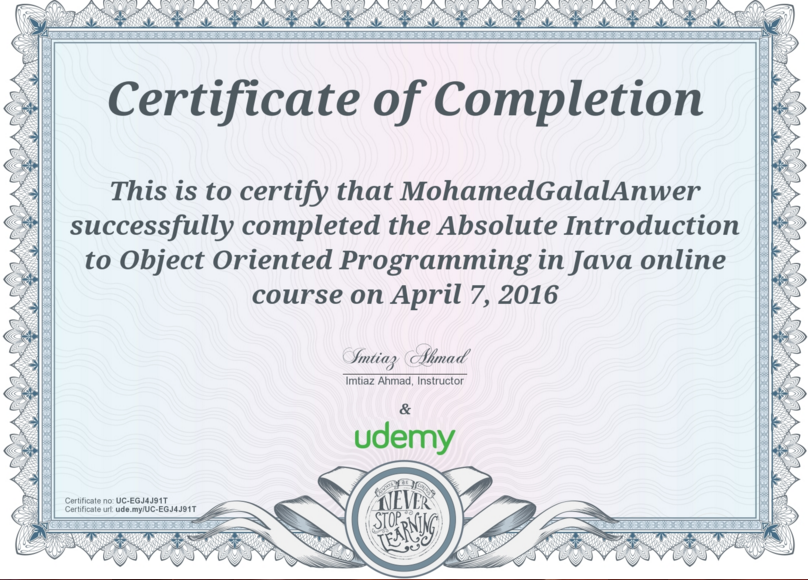 Certificate of Completion
This is to certify that MohamedGalalAnwer
successfully completed the Absolute Introduction
to Object Oriented Programming in Java online
course on April 7, 2016
Imtiaz Ahmad
Imtiaz Ahmad, Instructor
&
udemy
Certificate no: UC-EGJ4J91T
Certificate url: ude.my/UC-EGJ4J91T
NEVER
STOP
LEARNING